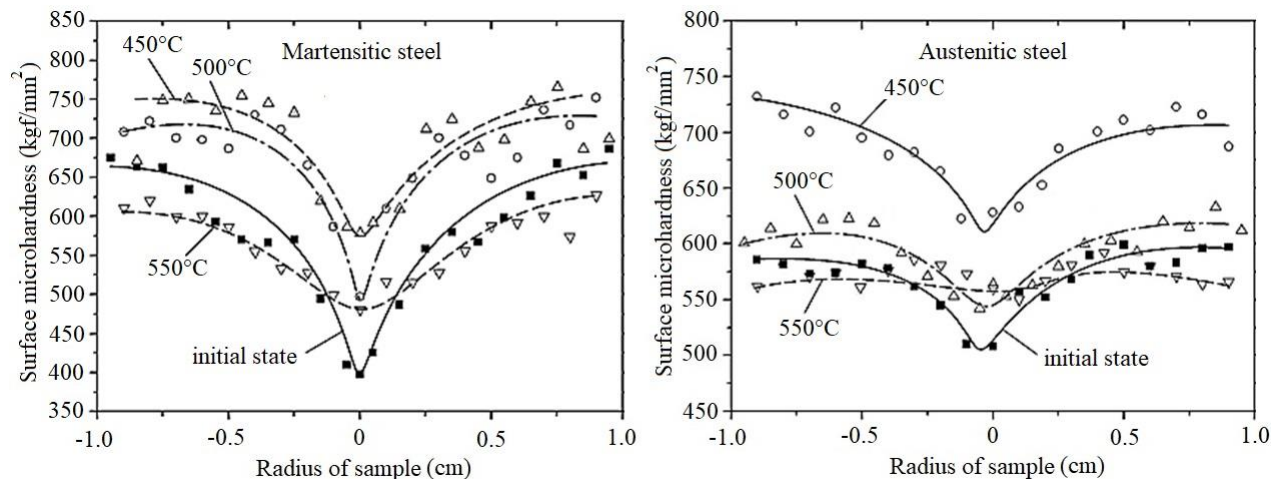 Martensitic steel
450°C
500°C
550°C
initial state
Surface microhardness (kgf/mm²)
850
800
750
700
650
600
550
500
450
400
350
-1.0
-0.5
0
0.5
1.0
Radius of sample (cm)
Austenitic steel
450°C
500°C
550°C
initial state
Surface microhardness (kgf/mm²)
800
750
700
650
600
550
500
450
-1.0
-0.5
0
0.5
1.0
Radius of sample (cm)